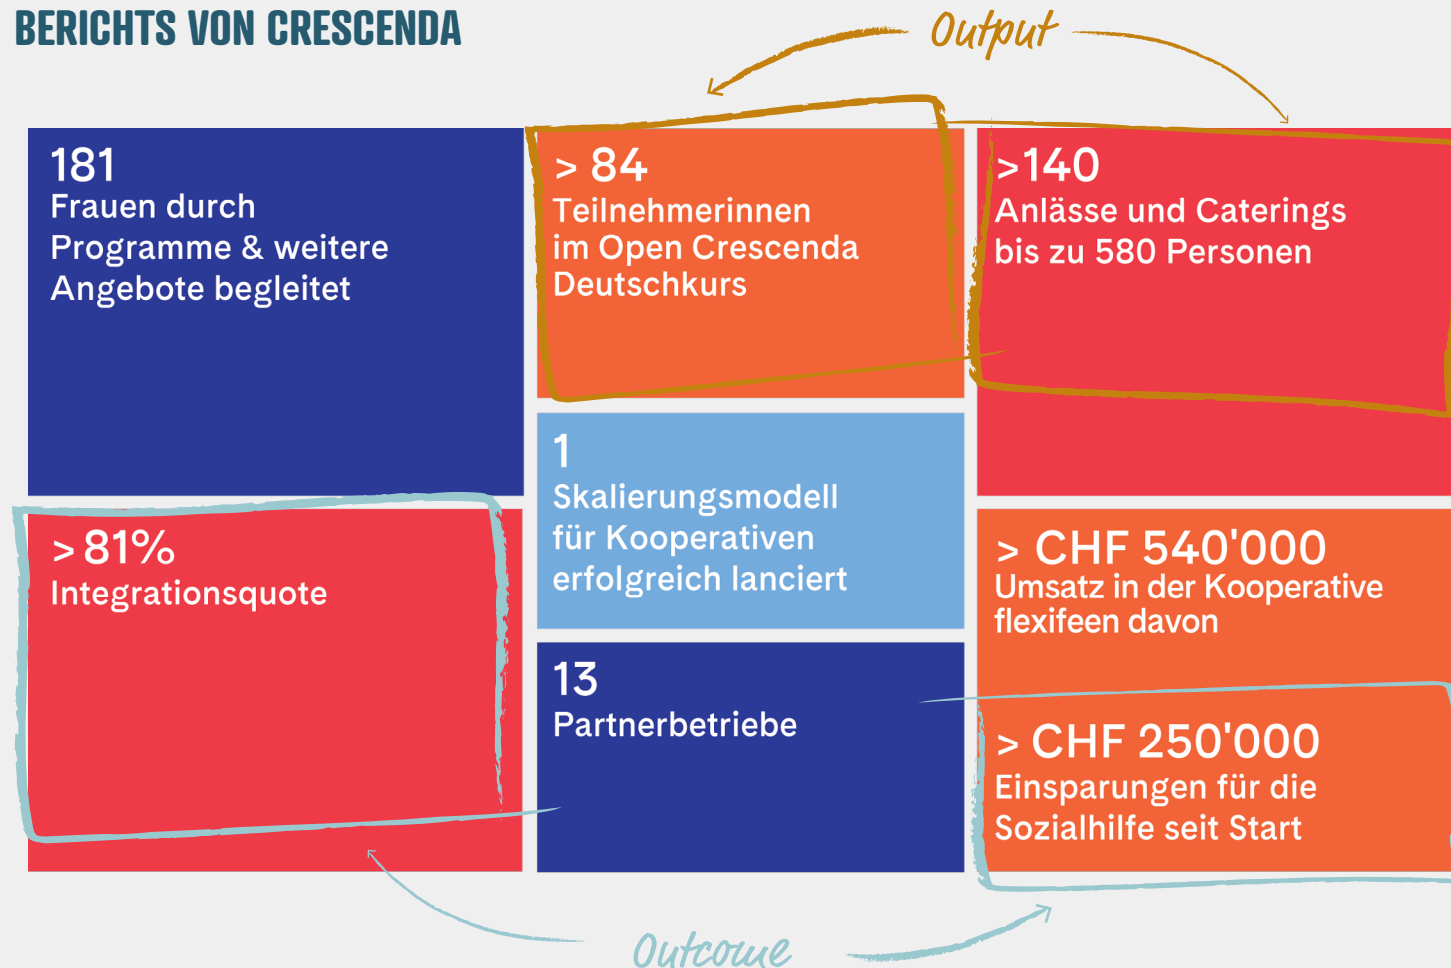 BERICHTS VON CRESCENDA
Output
181
Frauen durch
Programme & weitere
Angebote begleitet
> 84
Teilnehmerinnen
im Open Crescenda
Deutschkurs
>140
Anlässe und Caterings
bis zu 580 Personen
1
Skalierungsmodell
für Kooperativen
erfolgreich lanciert
> 81%
Integrationsquote
13
Partnerbetriebe
> CHF 540'000
Umsatz in der Kooperative
flexifeen davon
> CHF 250'000
Einsparungen für die
Sozialhilfe seit Start
Outcome